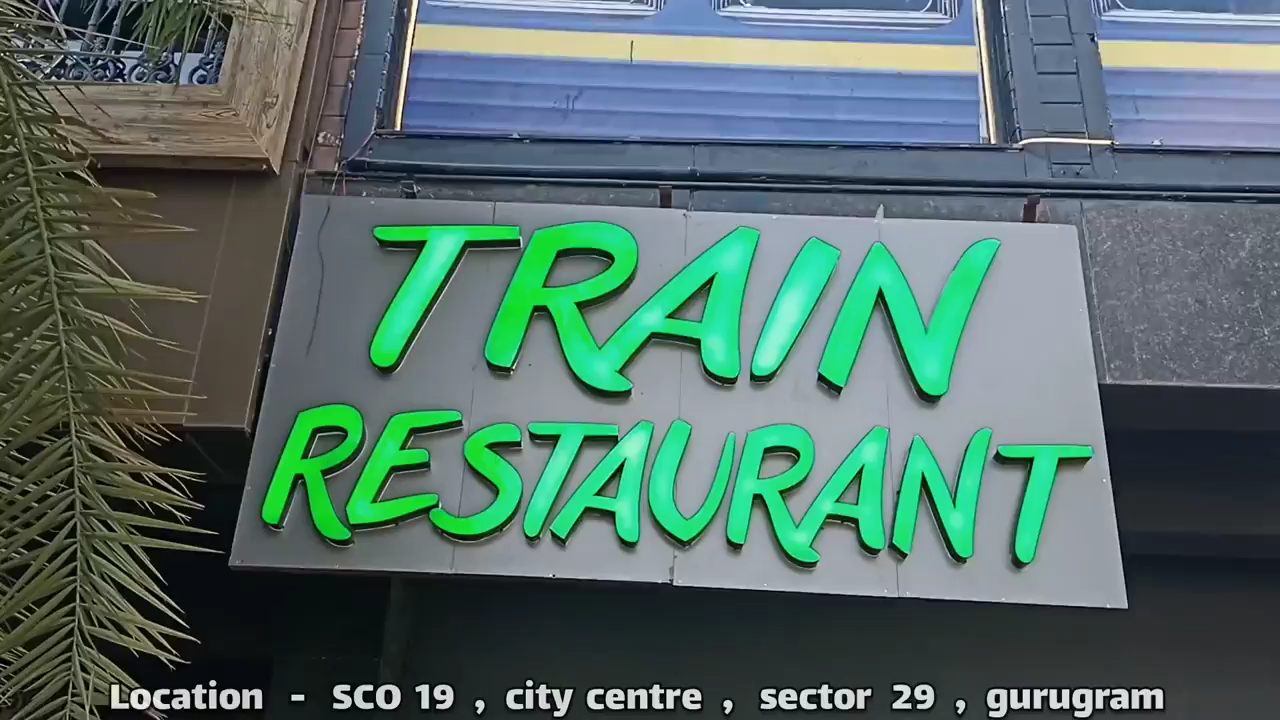 TRAIN
RESTAURANT
Location - SCO 19 , city centre , sector 29 , gurugram